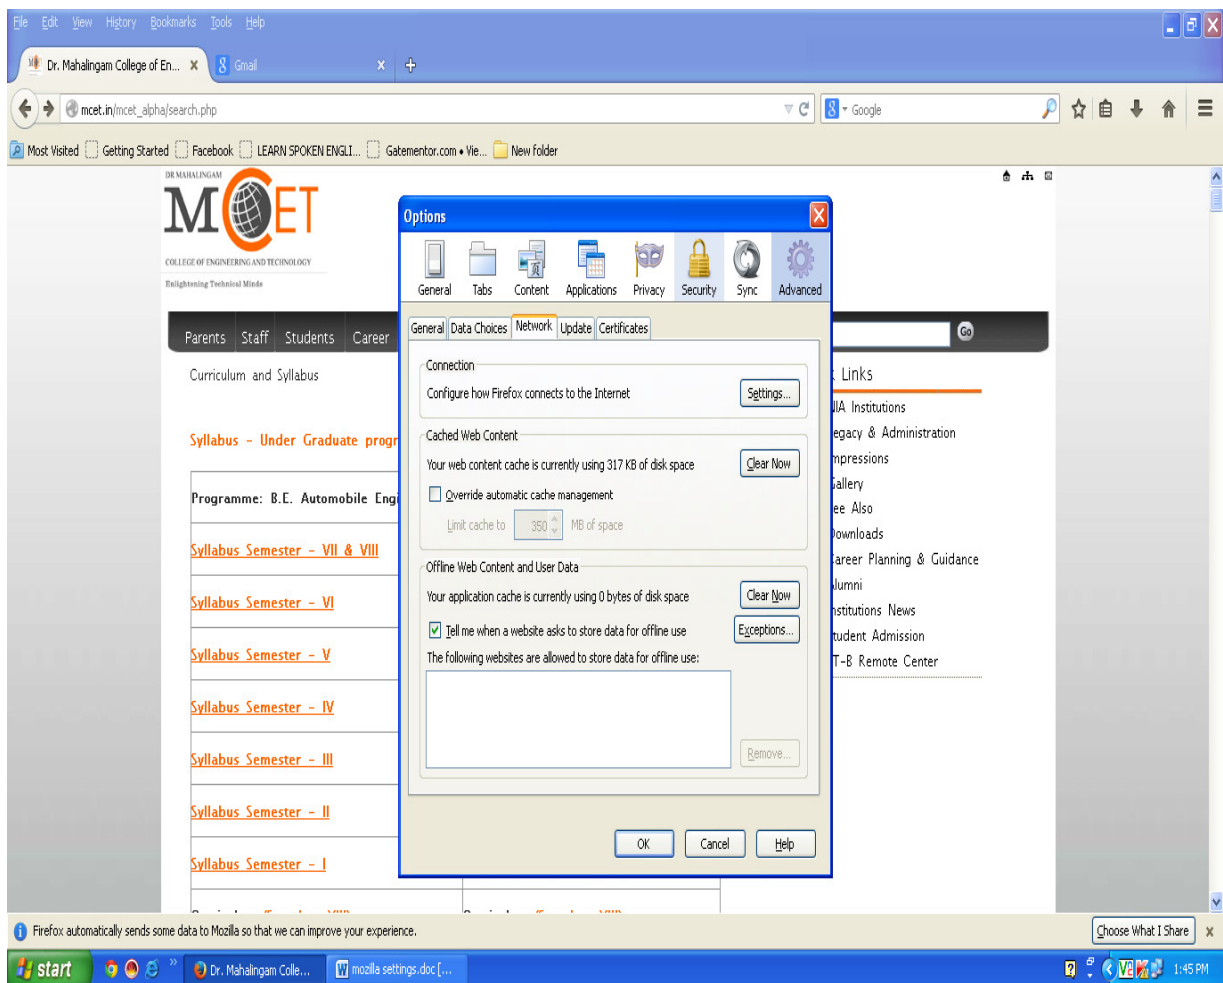 File Edit View History Bookmarks Tools Help
Dr. Mahalingam College of En... Gmail
mcet.in/mcet_alpha/search.php Google
Most Visited Getting Started Facebook LEARN SPOKEN ENGLI... Gatementor.com • Vie... New folder
DR MAHALINGAM
MCET
COLLEGE OF ENGINEERING AND TECHNOLOGY
Enlightening Technical Minds
Parents Staff Students Career Go
Curriculum and Syllabus
Syllabus - Under Graduate progr
Programme: B.E. Automobile Engi
Syllabus Semester - VII & VIII
Syllabus Semester - VI
Syllabus Semester - V
Syllabus Semester - IV
Syllabus Semester - III
Syllabus Semester - II
Syllabus Semester - I
Options
General Tabs Content Applications Privacy Security Sync Advanced
General Data Choices Network Update Certificates
Connection
Configure how Firefox connects to the Internet Settings...
Cached Web Content
Your web content cache is currently using 317 KB of disk space Clear Now
Override automatic cache management
Limit cache to 350 MB of space
Offline Web Content and User Data
Your application cache is currently using 0 bytes of disk space Clear Now
Tell me when a website asks to store data for offline use Exceptions...
The following websites are allowed to store data for offline use:
Remove...
OK Cancel Help
Links
IA Institutions
egacy & Administration
mpressions
Gallery
ee Also
Downloads
Career Planning & Guidance
lumni
nstitutions News
tudent Admission
T-B Remote Center
Firefox automatically sends some data to Mozilla so that we can improve your experience. Choose What I Share
start Dr. Mahalingam Colle... mozilla settings.doc [... 1:45 PM